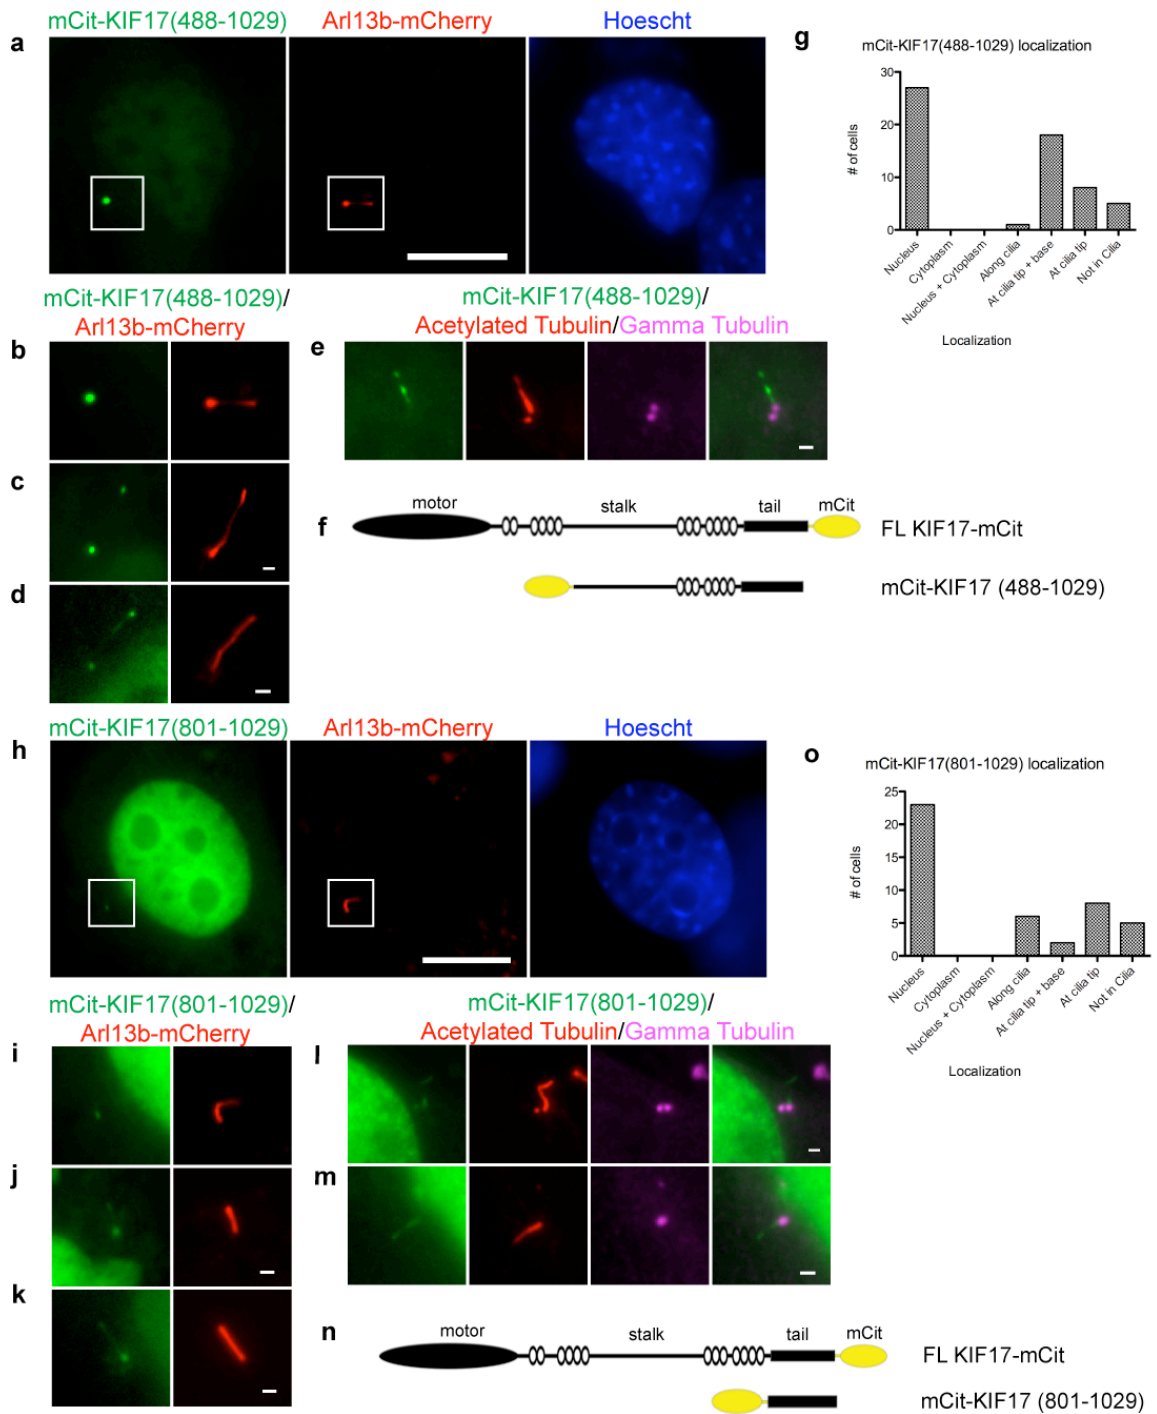 a
mCit-KIF17(488-1029)
Arl13b-mCherry
Hoescht
g
mCit-KIF17(488-1029) localization
30
20
10
0
# of cells
Nucleus
Cytoplasm
Nucleus + Cytoplasm
Along cilia
At cilia tip + base
At cilia tip
Not in Cilia
Localization
mCit-KIF17(488-1029)/
Arl13b-mCherry
b
c
d
mCit-KIF17(488-1029)/
Acetylated Tubulin/Gamma Tubulin
e
f
motor
stalk
tail
mCit
FL KIF17-mCit
mCit-KIF17 (488-1029)
mCit-KIF17(801-1029)
Arl13b-mCherry
Hoescht
h
o
mCit-KIF17(801-1029) localization
25
20
15
10
5
0
# of cells
Nucleus
Cytoplasm
Nucleus + Cytoplasm
Along cilia
At cilia tip + base
At cilia tip
Not in Cilia
Localization
mCit-KIF17(801-1029)/
Arl13b-mCherry
i
j
k
mCit-KIF17(801-1029)/
Acetylated Tubulin/Gamma Tubulin
l
m
n
motor
stalk
tail
mCit
FL KIF17-mCit
mCit-KIF17 (801-1029)